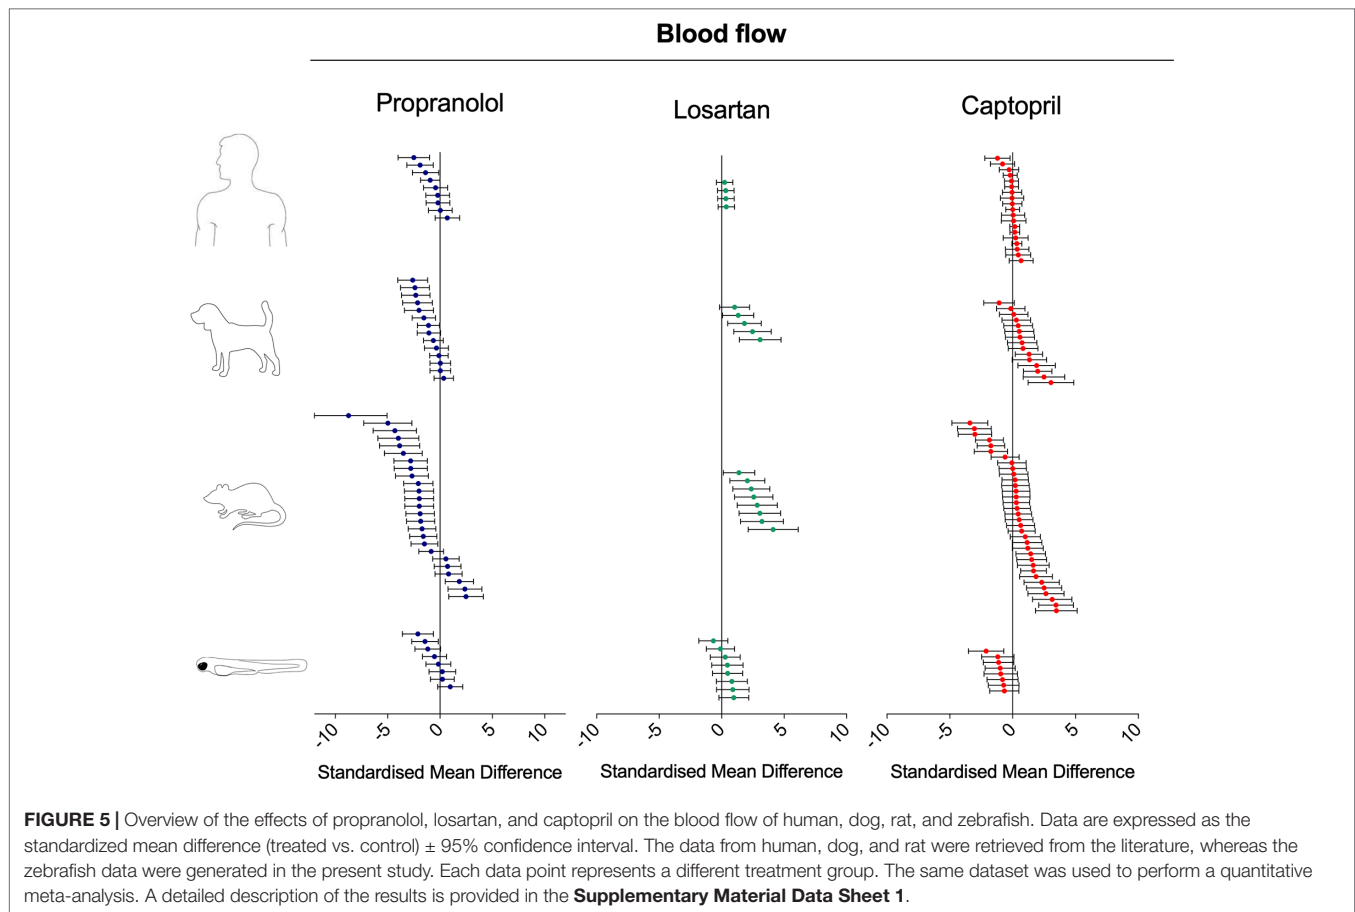 Blood flow
Propranolol
Losartan
Captopril
-10 -5 0 5 10
-10 -5 0 5 10
-10 -5 0 5 10
Standardised Mean Difference
Standardised Mean Difference
Standardised Mean Difference
FIGURE 5 | Overview of the effects of propranolol, losartan, and captopril on the blood flow of human, dog, rat, and zebrafish. Data are expressed as the
standardized mean difference (treated vs. control) ± 95% confidence interval. The data from human, dog, and rat were retrieved from the literature, whereas the
zebrafish data were generated in the present study. Each data point represents a different treatment group. The same dataset was used to perform a quantitative
meta-analysis. A detailed description of the results is provided in the Supplementary Material Data Sheet 1.